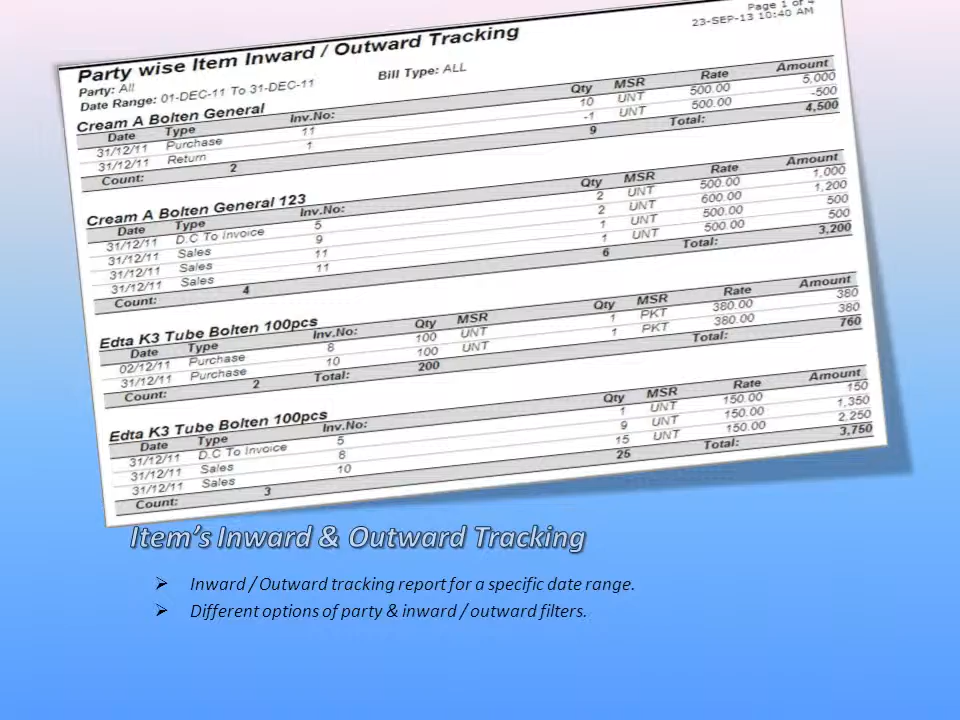 Page 1 of 4
23-SEP-13 10:40 AM
Party wise Item Inward / Outward Tracking
Party: All
Date Range: 01-DEC-11 To 31-DEC-11 Bill Type: ALL
Cream A Bolten General
Date Type Inv.No: Qty MSR Rate Amount
31/12/11 Purchase 11 10 UNT 500.00 5,000
31/12/11 Return 1 -1 UNT 500.00 -500
Count: 2 9 Total: 4,500
Cream A Bolten General 123
Date Type Inv.No: Qty MSR Rate Amount
31/12/11 D.C To Invoice 5 2 UNT 500.00 1,000
31/12/11 Sales 9 2 UNT 600.00 1,200
31/12/11 Sales 11 1 UNT 500.00 500
31/12/11 Sales 11 1 UNT 500.00 500
Count: 4 6 Total: 3,200
Edta K3 Tube Bolten 100pcs
Date Type Inv.No: Qty MSR Qty MSR Rate Amount
02/12/11 Purchase 8 100 UNT 1 PKT 380.00 380
31/12/11 Purchase 10 100 UNT 1 PKT 380.00 380
Count: 2 Total: 200 Total: 760
Edta K3 Tube Bolten 100pcs
Date Type Inv.No: Qty MSR Rate Amount
31/12/11 D.C To Invoice 5 1 UNT 150.00 150
31/12/11 Sales 8 9 UNT 150.00 1,350
31/12/11 Sales 10 15 UNT 150.00 2,250
Count: 3 25 Total: 3,750
Item's Inward & Outward Tracking
➢ Inward / Outward tracking report for a specific date range.
➢ Different options of party & inward / outward filters.